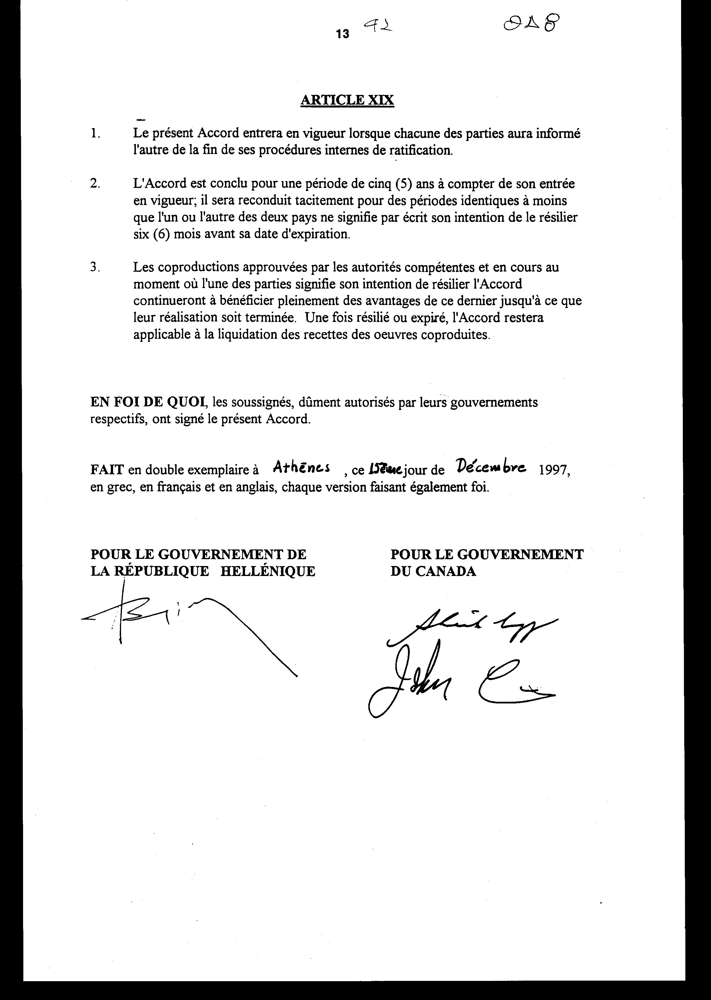 13 92
ARTICLE XIX
1. Le présent Accord entrera en vigueur lorsque chacune des parties aura informé
l'autre de la fin de ses procédures internes de ratification.
2. L'Accord est conclu pour une période de cinq (5) ans à compter de son entrée
en vigueur; il sera reconduit tacitement pour des périodes identiques à moins
que l'un ou l'autre des deux pays ne signifie par écrit son intention de le résilier
six (6) mois avant sa date d'expiration.
3. Les coproductions approuvées par les autorités compétentes et en cours au
moment où l'une des parties signifie son intention de résilier l'Accord
continueront à bénéficier pleinement des avantages de ce dernier jusqu'à ce que
leur réalisation soit terminée. Une fois résilié ou expiré, l'Accord restera
applicable à la liquidation des recettes des oeuvres coproduites.
EN FOI DE QUOI, les soussignés, dûment autorisés par leurs gouvernements
respectifs, ont signé le présent Accord.
FAIT en double exemplaire à Athēnes , ce 15ème jour de Décembre 1997,
en grec, en français et en anglais, chaque version faisant également foi.
POUR LE GOUVERNEMENT DE
LA RÉPUBLIQUE HELLÉNIQUE
POUR LE GOUVERNEMENT
DU CANADA
John